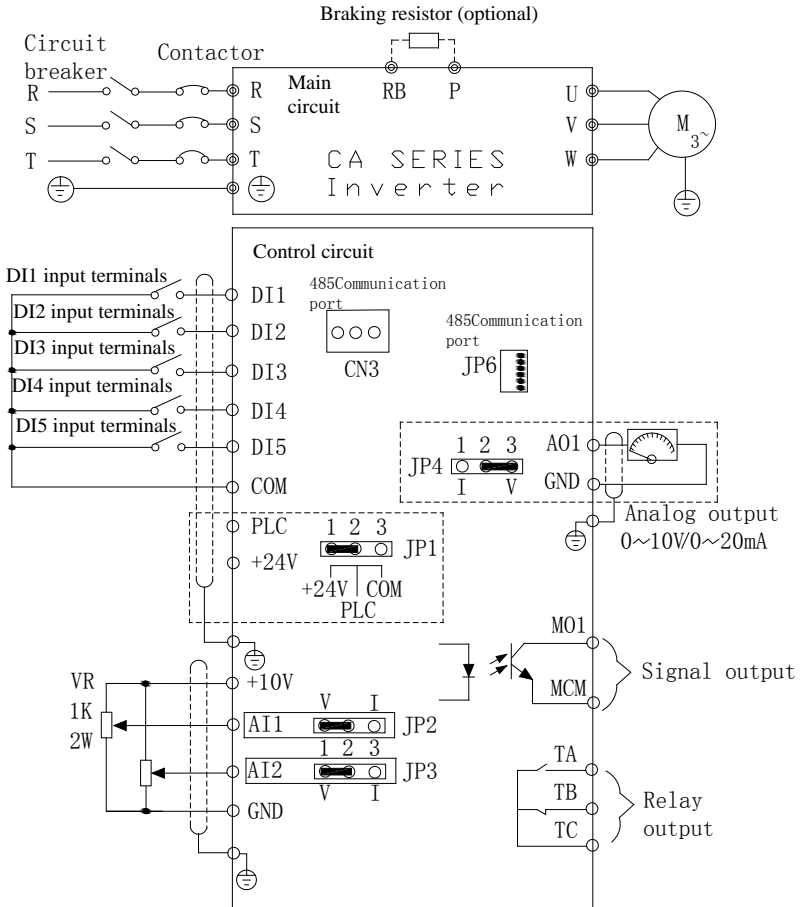 Braking resistor (optional)
Circuit breaker
Contactor
R
R
Main circuit
RB
P
U
S
S
V
M
3~
T
T
CA SERIES
Inverter
W
Control circuit
DI1 input terminals
DI1
485Communication port
CN3
DI2 input terminals
DI2
485Communication port
JP6
DI3 input terminals
DI3
DI4 input terminals
DI4
DI5 input terminals
DI5
COM
1 2 3
JP4
I V
AO1
GND
Analog output
0~10V/0~20mA
PLC
1 2 3
JP1
+24V
+24V COM
PLC
MO1
MCM
Signal output
VR
1K
2W
+10V
V I
AI1
JP2
1 2 3
AI2
JP3
V I
GND
TA
TB
TC
Relay output